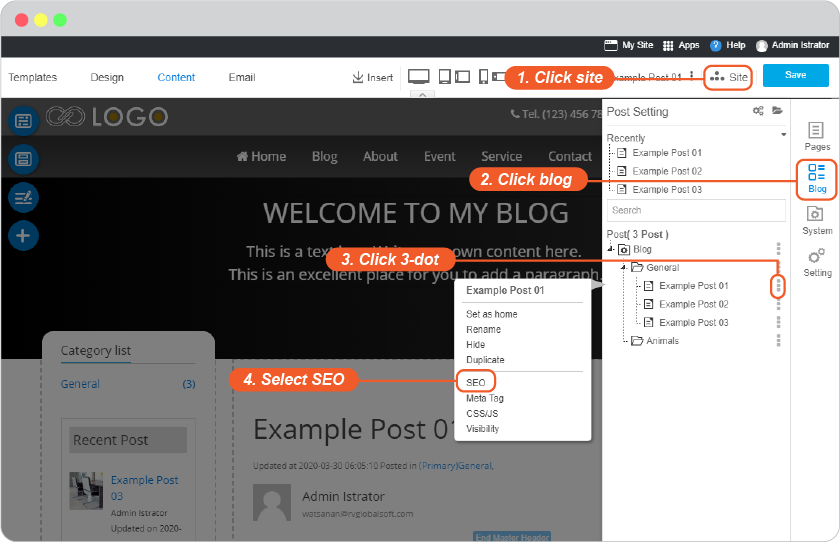 My Site
Apps
Help
Admin Istrator
Templates
Design
Content
Email
Insert
1. Click site
xample Post 01
Site
Save
LOGO
Tel. (123) 456 78
Home
Blog
About
Event
Service
Contact
Post Setting
Recently
Example Post 01
Example Post 02
Example Post 03
Search
Post( 3 Post )
Blog
General
Example Post 01
Example Post 02
Example Post 03
Animals
Pages
Blog
System
Setting
2. Click blog
WELCOME TO MY BLOG
This is a text
own content here.
This is an excellent place for you to add a paragraph.
3. Click 3-dot
Example Post 01
Set as home
Rename
Hide
Duplicate
SEO
Meta Tag
CSS/JS
Visibility
4. Select SEO
Category list
General
(3)
Recent Post
Example Post
03
Admin Istrator
Updated on 2020-
Example Post 01
Updated at 2020-03-30 06:05:10 Posted in (Primary)General,
Admin Istrator
watsanan@rvglobalsoft.com
End Master Header